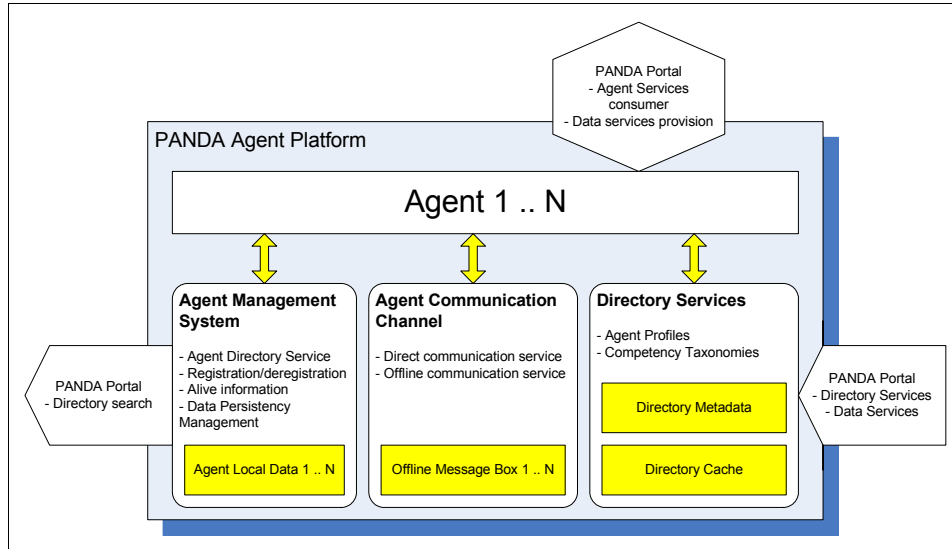 PANDA Portal
- Agent Services
consumer
- Data services provision
PANDA Agent Platform
Agent 1 .. N
Agent Management
System
- Agent Directory Service
- Registration/deregistration
- Alive information
- Data Persistency
Management
Agent Local Data 1 .. N
Agent Communication
Channel
- Direct communication service
- Offline communication service
Offline Message Box 1 .. N
Directory Services
- Agent Profiles
- Competency Taxonomies
Directory Metadata
Directory Cache
PANDA Portal
- Directory search
PANDA Portal
- Directory Services
- Data Services